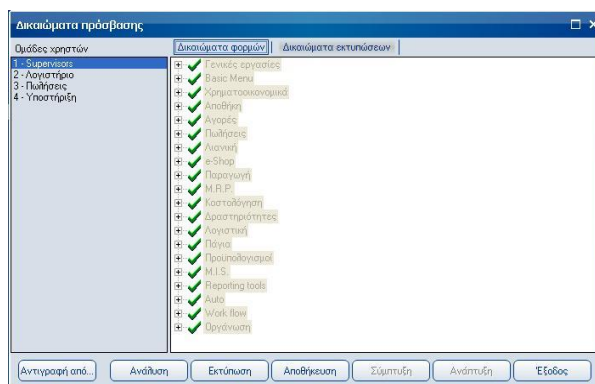 Δικαιώματα πρόσβασης
Ομάδες χρηστών
Δικαιώματα φορμών Δικαιώματα εκτυπώσεων
1 - Supervisors
2 - Λογιστήριο
3 - Πωλήσεις
4 - Υποστήριξη
Γενικές εργασίες
Basic Menu
Χρηματοοικονομικά
Αποθήκη
Αγορές
Πωλήσεις
Λιανική
e-Shop
Παραγωγή
M.R.P.
Κοστολόγηση
Δραστηριότητες
Λογιστική
Πάγια
Προϋπολογισμοί
M.I.S.
Reporting tools
Auto
Work flow
Οργάνωση
Αντιγραφή από... Ανάλυση Εκτύπωση Αποθήκευση Σύμπτυξη Ανάπτυξη Έξοδος